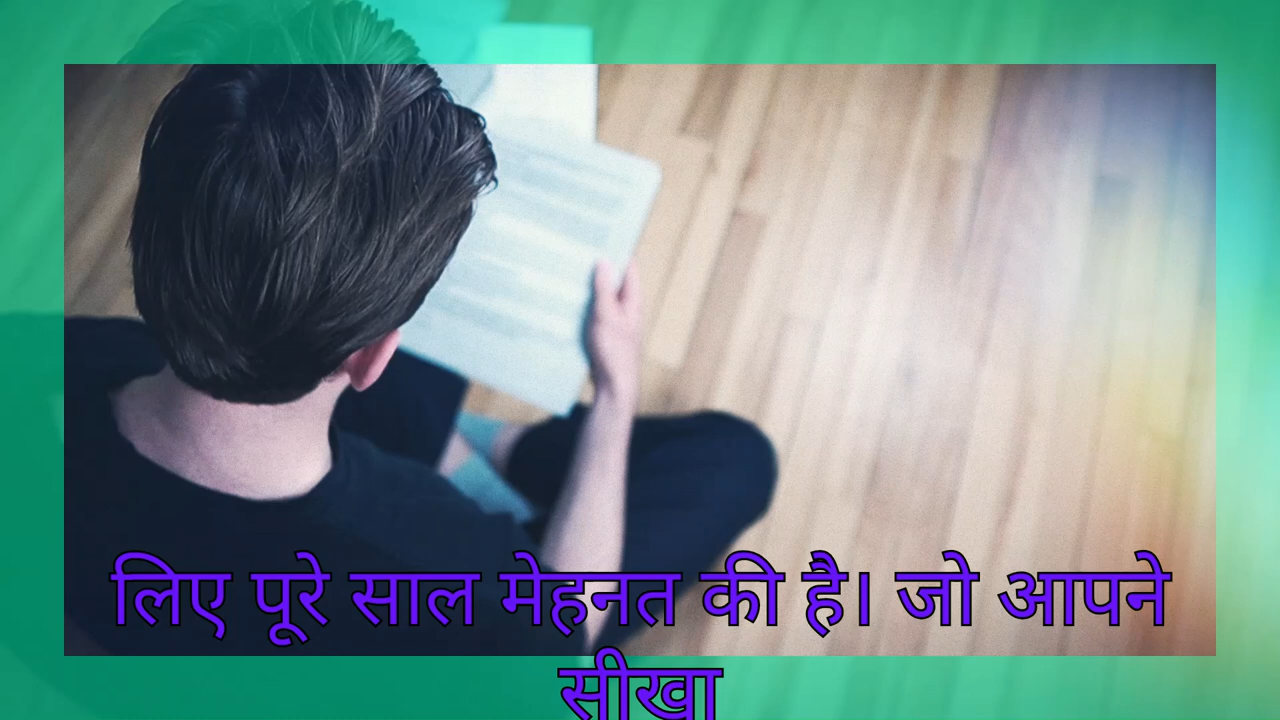 लिए पूरे साल मेहनत की है। जो आपने
सीखा